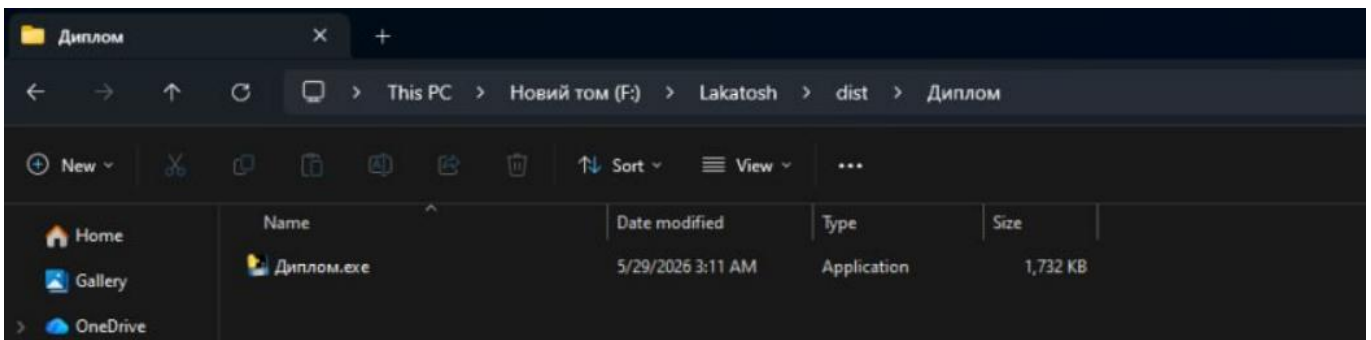 Диплом
This PC > Новий том (F:) > Lakatosh > dist > Диплом
New Sort View
Name Date modified Type Size
Home
Диплом.exe 5/29/2026 3:11 AM Application 1,732 KB
Gallery
OneDrive